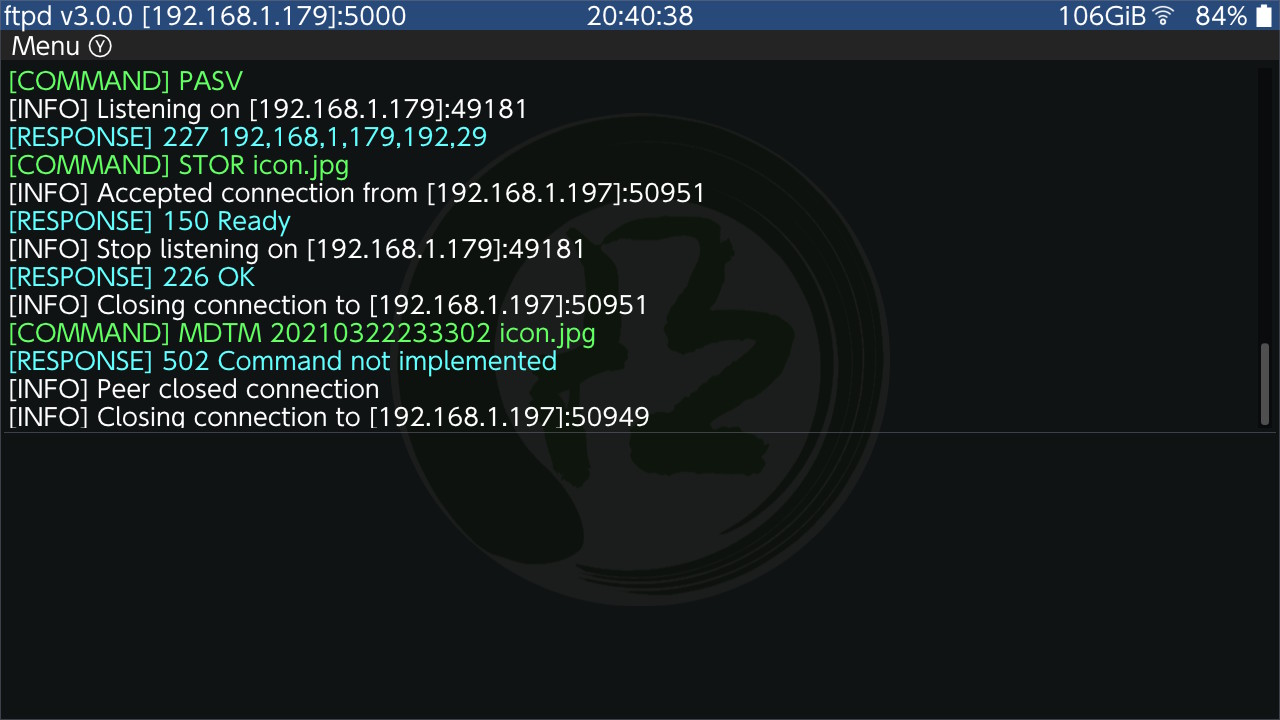 ftpd v3.0.0 [192.168.1.179]:5000 20:40:38 106GiB 84%
Menu Ⓨ
[COMMAND] PASV
[INFO] Listening on [192.168.1.179]:49181
[RESPONSE] 227 192,168,1,179,192,29
[COMMAND] STOR icon.jpg
[INFO] Accepted connection from [192.168.1.197]:50951
[RESPONSE] 150 Ready
[INFO] Stop listening on [192.168.1.179]:49181
[RESPONSE] 226 OK
[INFO] Closing connection to [192.168.1.197]:50951
[COMMAND] MDTM 20210322233302 icon.jpg
[RESPONSE] 502 Command not implemented
[INFO] Peer closed connection
[INFO] Closing connection to [192.168.1.197]:50949